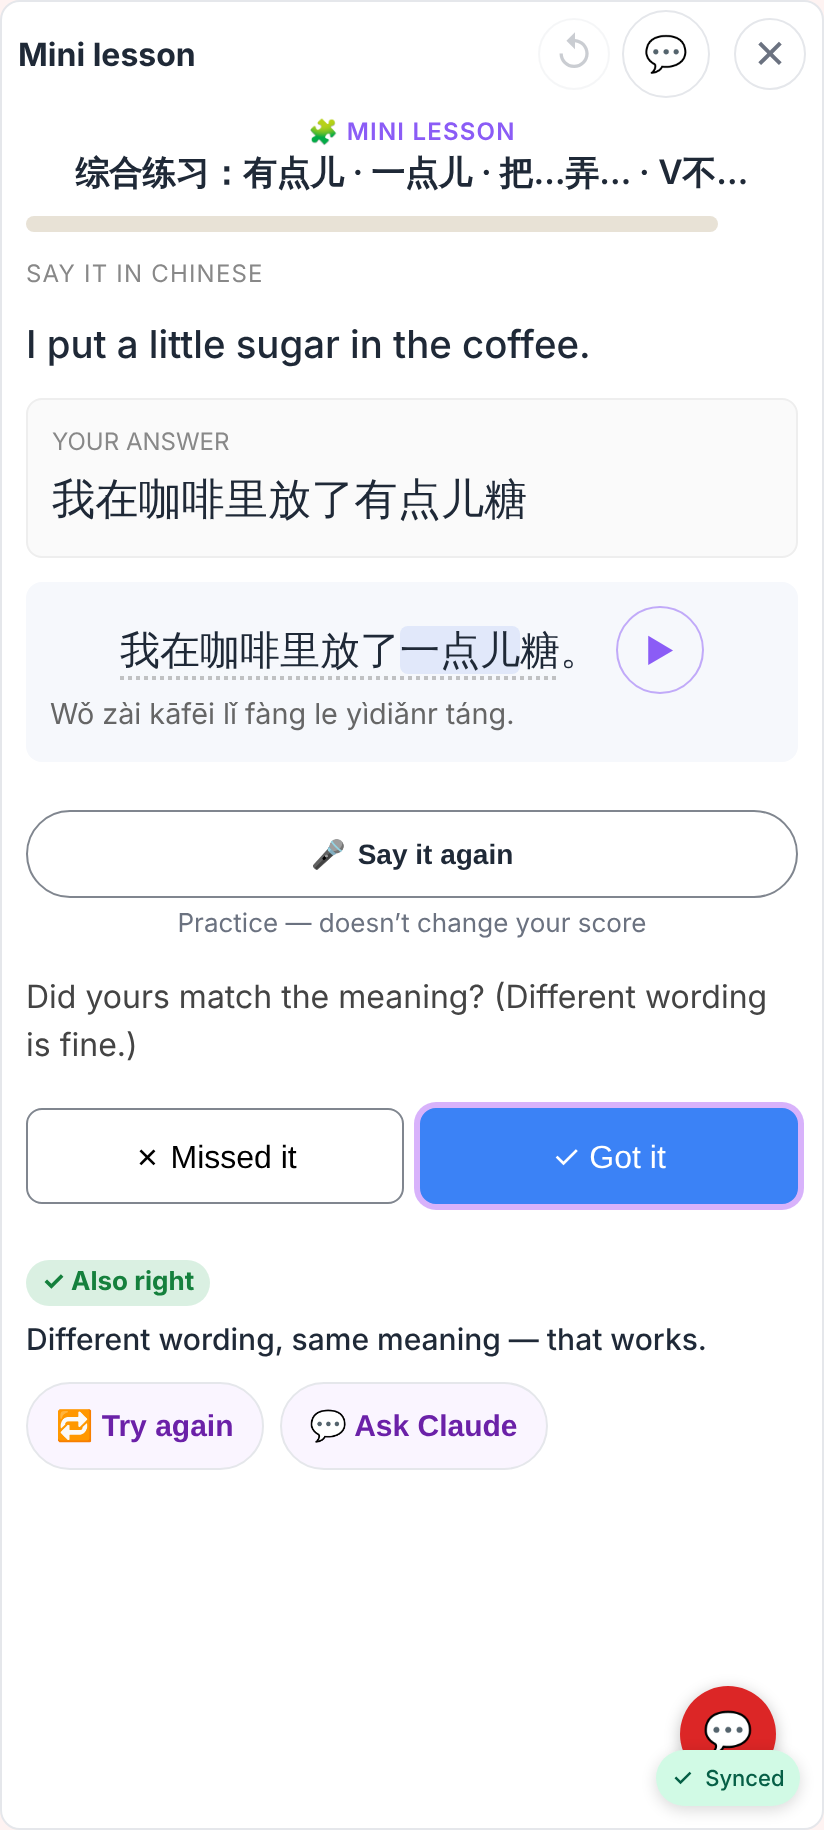 Mini lesson
🧩 MINI LESSON
综合练习：有点儿 · 一点儿 · 把…弄… · V不…
SAY IT IN CHINESE
I put a little sugar in the coffee.
YOUR ANSWER
我在咖啡里放了有点儿糖
我在咖啡里放了一点儿糖。
Wǒ zài kāfēi lǐ fàng le yìdiǎnr táng.
🎤 Say it again
Practice — doesn’t change your score
Did yours match the meaning? (Different wording
is fine.)
✕ Missed it
✓ Got it
✓ Also right
Different wording, same meaning — that works.
🔁 Try again
💬 Ask Claude
✓ Synced